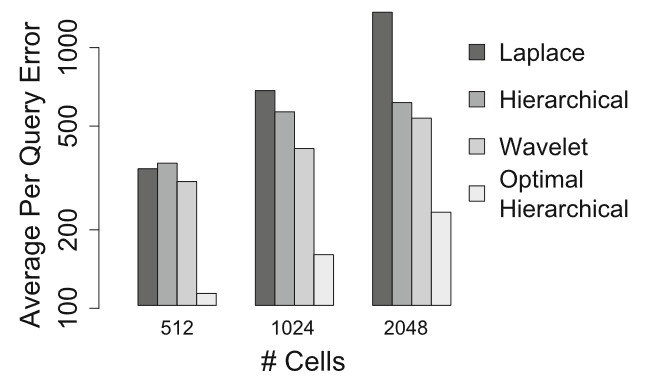 Average Per Query Error
1000
500
200
100
512
1024
2048
# Cells
Laplace
Hierarchical
Wavelet
Optimal
Hierarchical